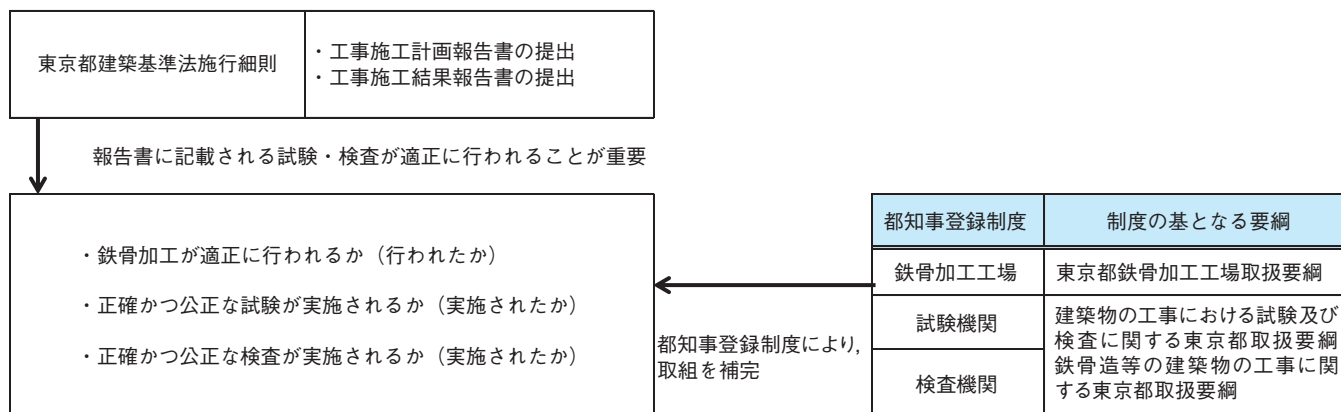 東京都建築基準法施行細則
・工事施工計画報告書の提出
・工事施工結果報告書の提出
報告書に記載される試験・検査が適正に行われることが重要
・鉄骨加工が適正に行われるか（行われたか）
・正確かつ公正な試験が実施されるか（実施されたか）
・正確かつ公正な検査が実施されるか（実施されたか）
都知事登録制度により,
取組を補完
都知事登録制度
制度の基となる要綱
鉄骨加工工場
東京都鉄骨加工工場取扱要綱
試験機関
検査機関
建築物の工事における試験及び
検査に関する東京都取扱要綱
鉄骨造等の建築物の工事に関
する東京都取扱要綱